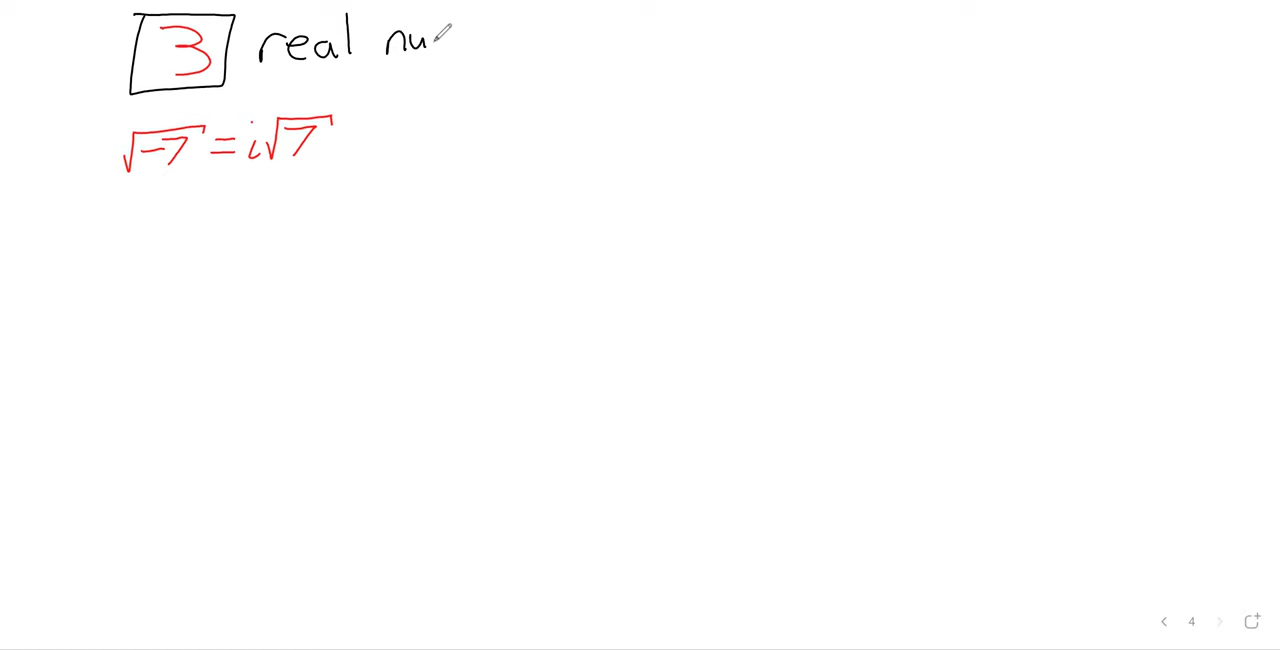 3 real nu
√-7 = i√7
4